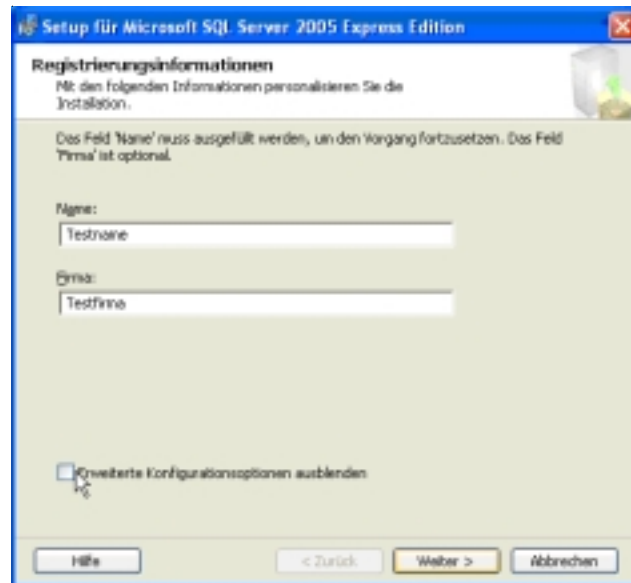 Setup für Microsoft SQL Server 2005 Express Edition
Registrierungsinformationen
Mit den folgenden Informationen personalisieren Sie die
Installation.
Das Feld 'Name' muss ausgefüllt werden, um den Vorgang fortzusetzen. Das Feld
'Firma' ist optional.
Name:
Testname
Firma:
Testfirma
Erweiterte Konfigurationsoptionen ausblenden
Hilfe
< Zurück
Weiter >
Abbrechen